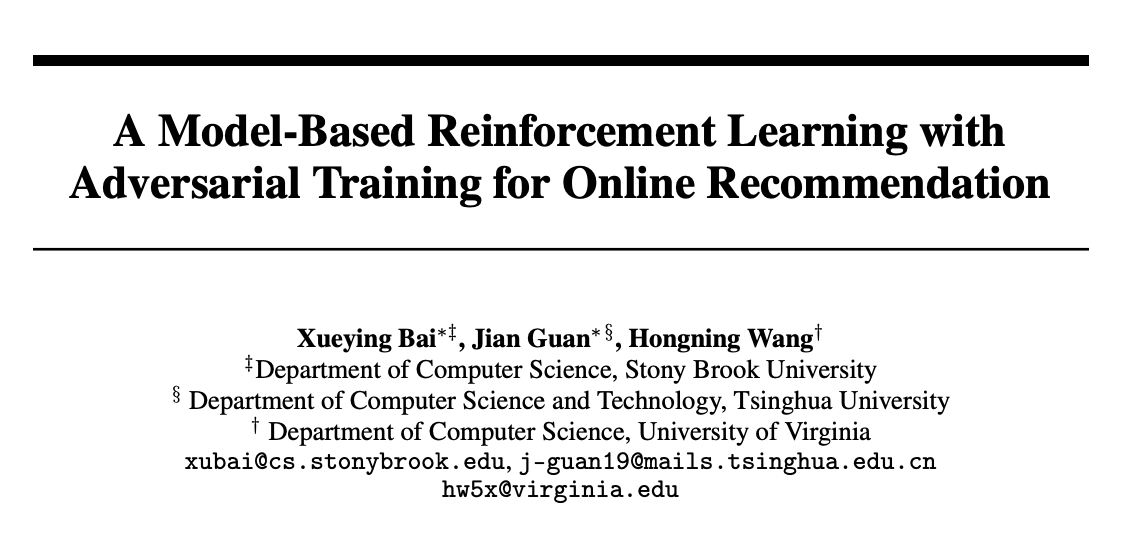 A Model-Based Reinforcement Learning with
Adversarial Training for Online Recommendation
Xueying Bai*‡, Jian Guan*§, Hongning Wang†
‡Department of Computer Science, Stony Brook University
§ Department of Computer Science and Technology, Tsinghua University
† Department of Computer Science, University of Virginia
xubai@cs.stonybrook.edu, j-guan19@mails.tsinghua.edu.cn
hw5x@virginia.edu